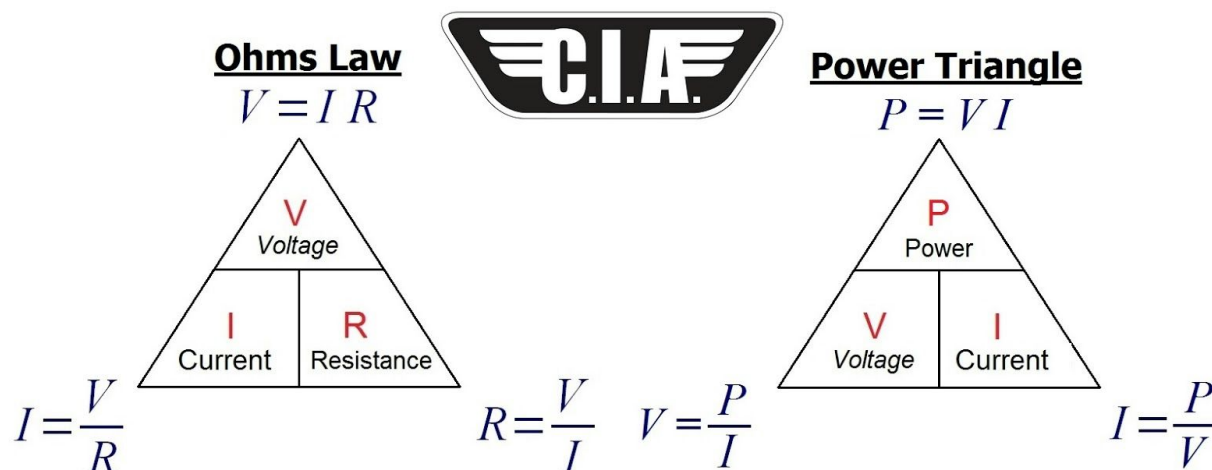 Ohms Law
V = I R
C.I.A.
Power Triangle
P = V I
V
Voltage
I
Current
R
Resistance
I = V/R
R = V/I
P
Power
V
Voltage
I
Current
V = P/I
I = P/V